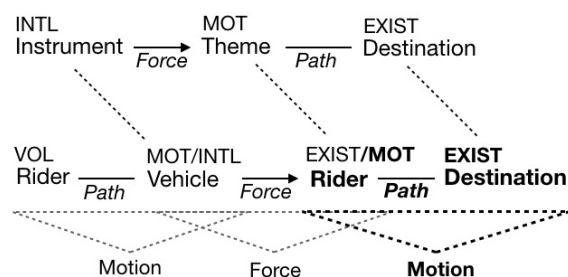 INTL MOT EXIST
Instrument Force Theme Path Destination
VOL MOT/INTL EXIST/MOT EXIST
Rider Path Vehicle Force Rider Path Destination
Motion Force Motion